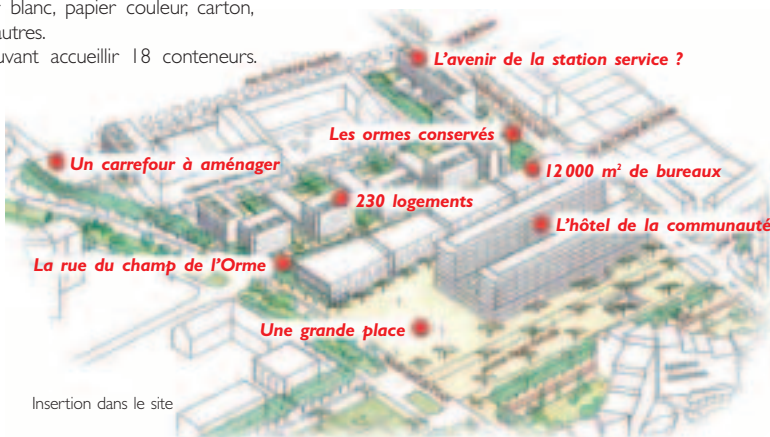 blanc, papier couleur, carton,
autres.
uvant accueillir 18 conteneurs.
L'avenir de la station service ?
Les ormes conservés
Un carrefour à aménager
12 000 m² de bureaux
230 logements
L'hôtel de la communauté
La rue du champ de l'Orme
Une grande place
Insertion dans le site